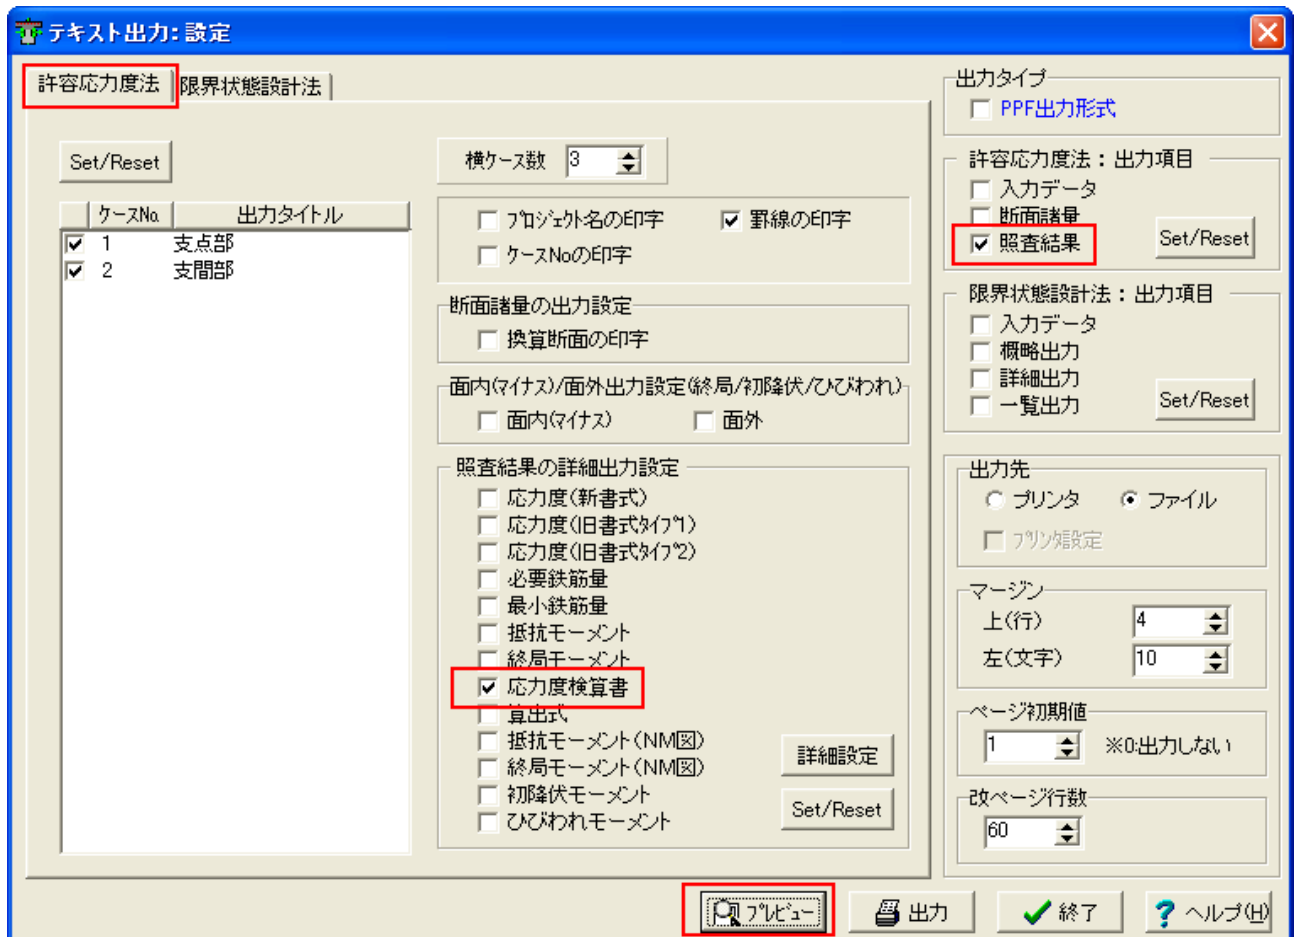 テキスト出力：設定
許容応力度法
限界状態設計法
Set/Reset
ケースNo. 出力タイトル
1 支点部
2 支間部
横ケース数 3
プロジェクト名の印字 罫線の印字
ケースNoの印字
断面諸量の出力設定
換算断面の印字
面内(マイナス)/面外出力設定(終局/初降伏/ひびわれ)
面内(マイナス) 面外
照査結果の詳細出力設定
応力度(新書式)
応力度(旧書式タイプ1)
応力度(旧書式タイプ2)
必要鉄筋量
最小鉄筋量
抵抗モーメント
終局モーメント
応力度検算書
算出式
抵抗モーメント(NM図)
終局モーメント(NM図)
初降伏モーメント
ひびわれモーメント
詳細設定
Set/Reset
出力タイプ
PPF出力形式
許容応力度法：出力項目
入力データ
断面諸量
照査結果
Set/Reset
限界状態設計法：出力項目
入力データ
概略出力
詳細出力
一覧出力
Set/Reset
出力先
プリンタ ファイル
プリンタ設定
マージン
上(行) 4
左(文字) 10
ページ初期値
1 ※0:出力しない
改ページ行数
60
プレビュー 出力 終了 ヘルプ(H)